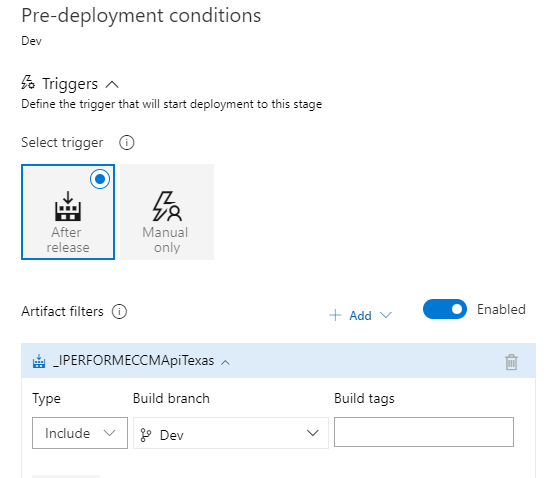 Pre-deployment conditions
Dev
Triggers
Define the trigger that will start deployment to this stage
Select trigger
After
release
Manual
only
Artifact filters
Add
Enabled
_IPERFORMECCMApiTexas
Type
Build branch
Build tags
Include
Dev